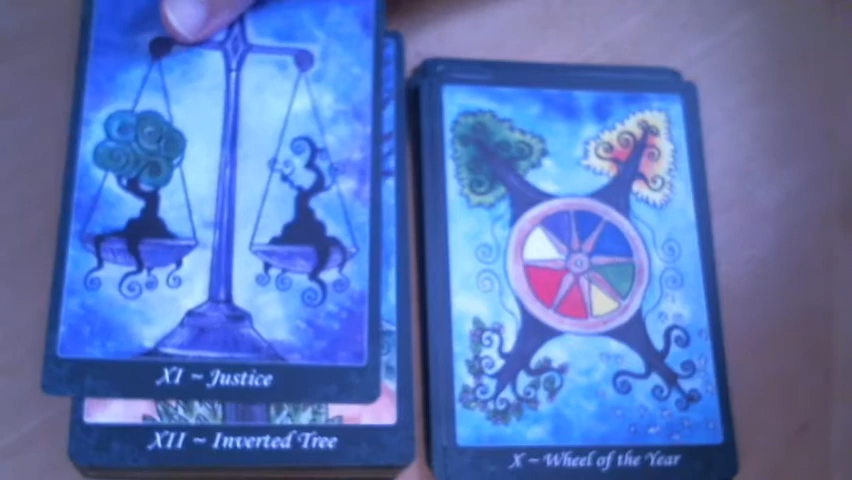 XI ~ Justice
XII ~ Inverted Tree
X ~ Wheel of the Year